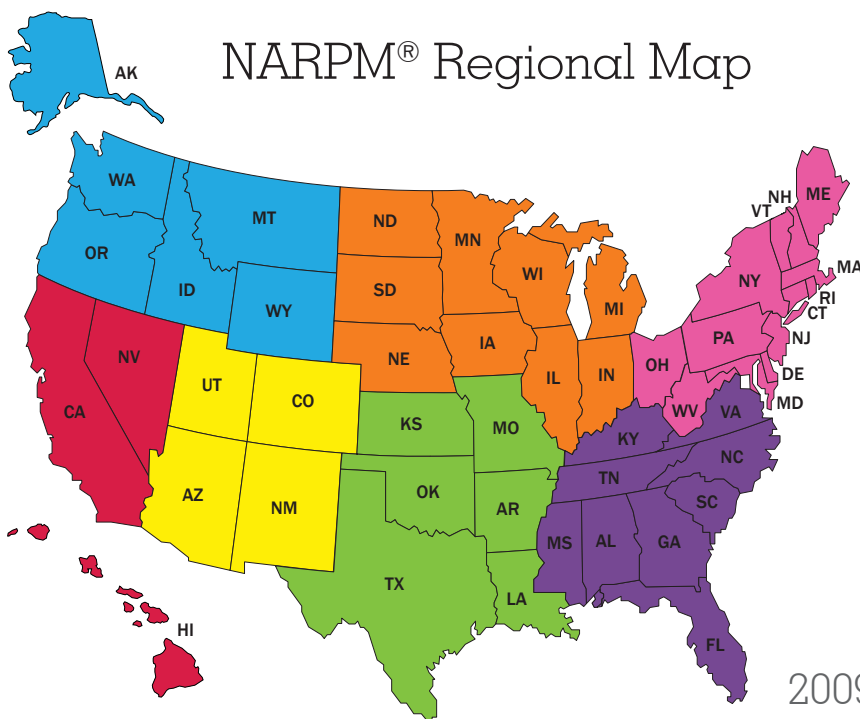 NARPM® Regional Map
AK
WA
MT
ND
MN
OR
ID
WY
SD
WI
MI
NV
CA
UT
CO
NE
IA
IL
IN
OH
PA
NY
VT
NH
ME
MA
RI
CT
NJ
DE
MD
WV
VA
KS
MO
KY
NC
TN
AZ
NM
OK
AR
SC
MS
AL
GA
TX
LA
FL
HI
2009